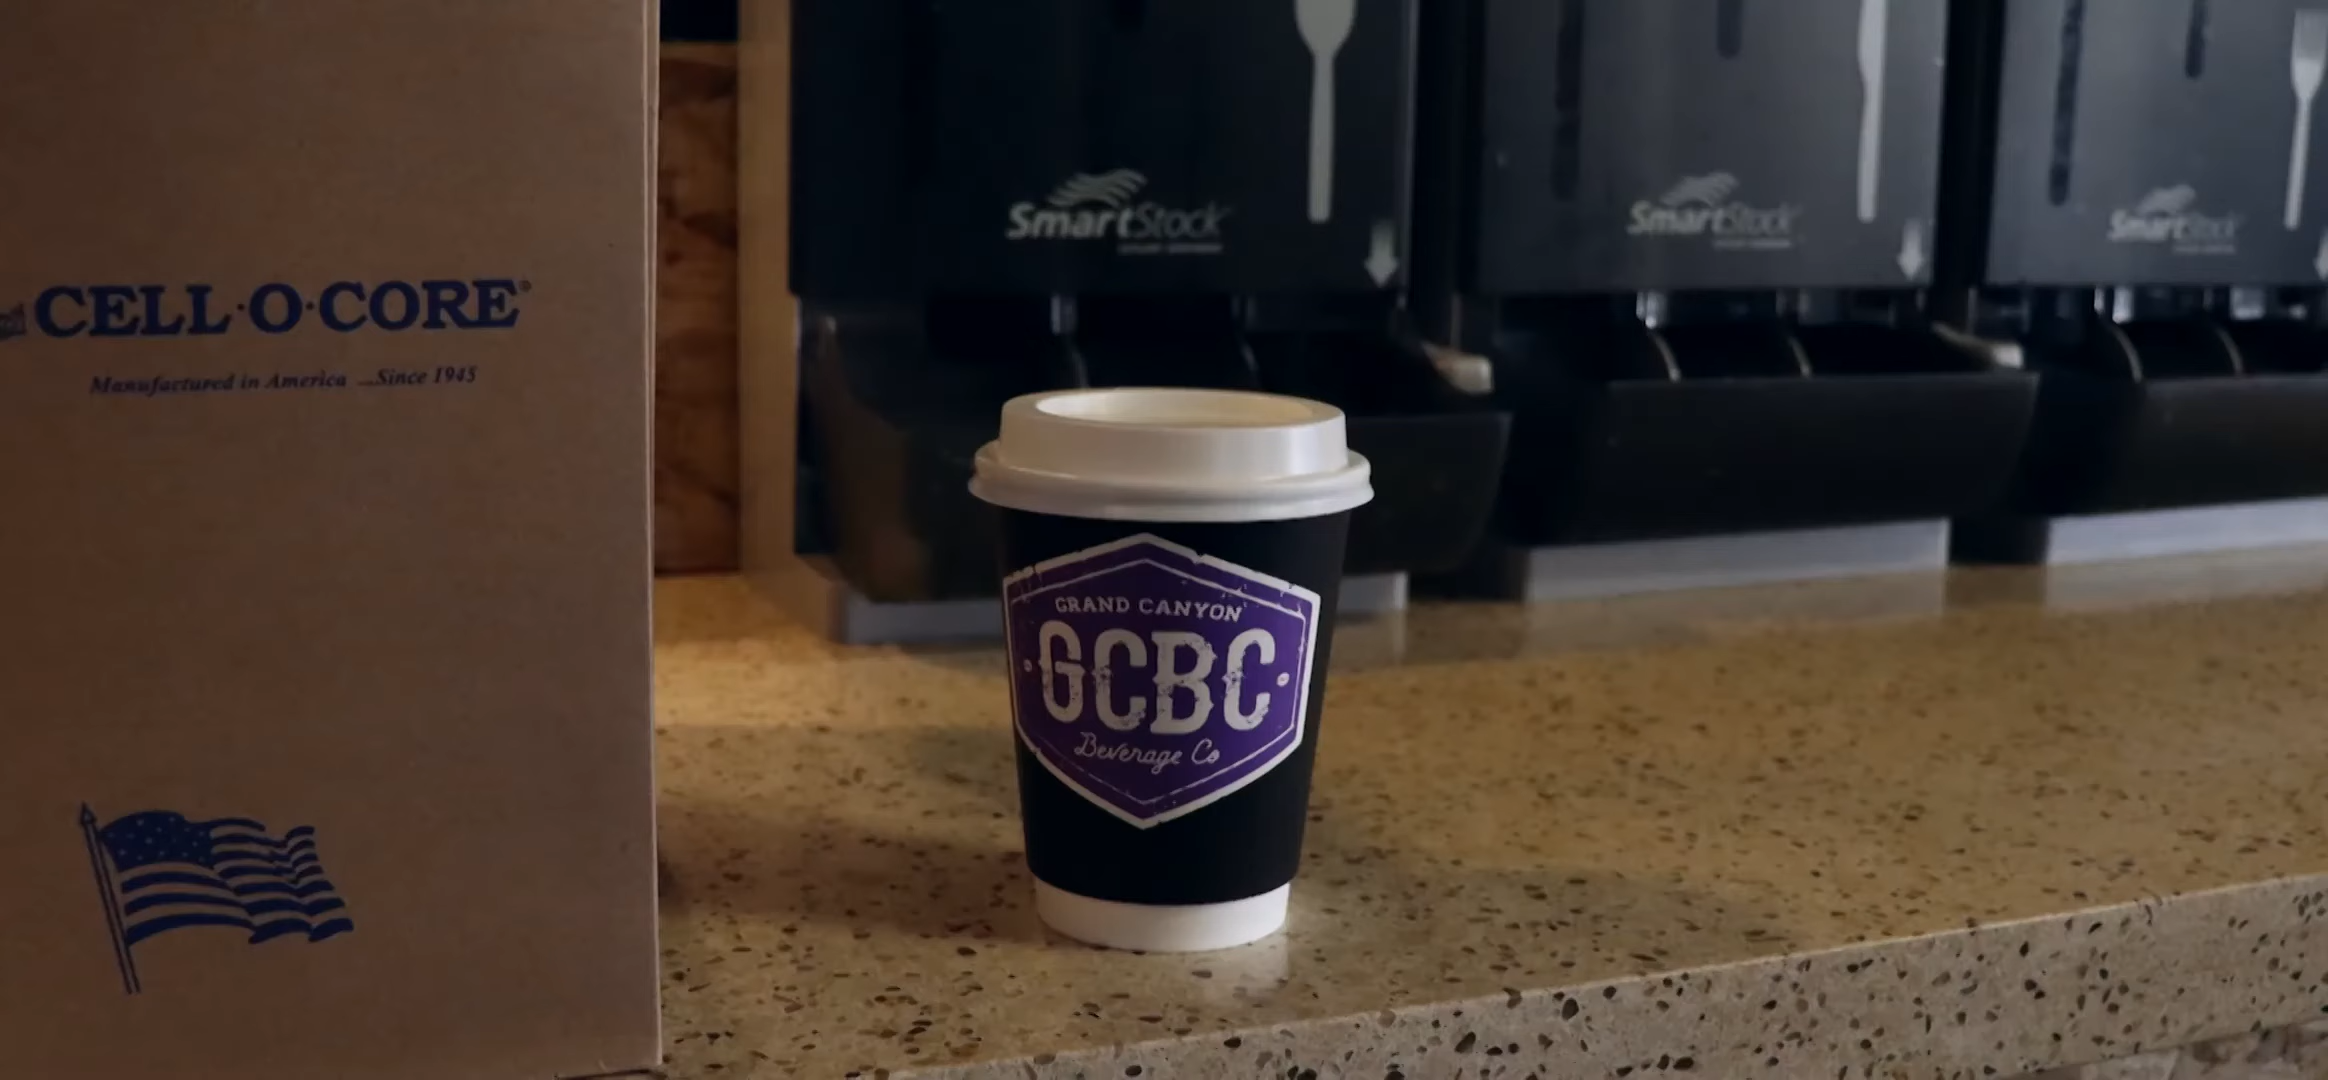 CELL·O·CORE®
Manufactured in America ...Since 1945
SmartStock
SmartStock
SmartStock
GRAND CANYON
GCBC
Beverage Co